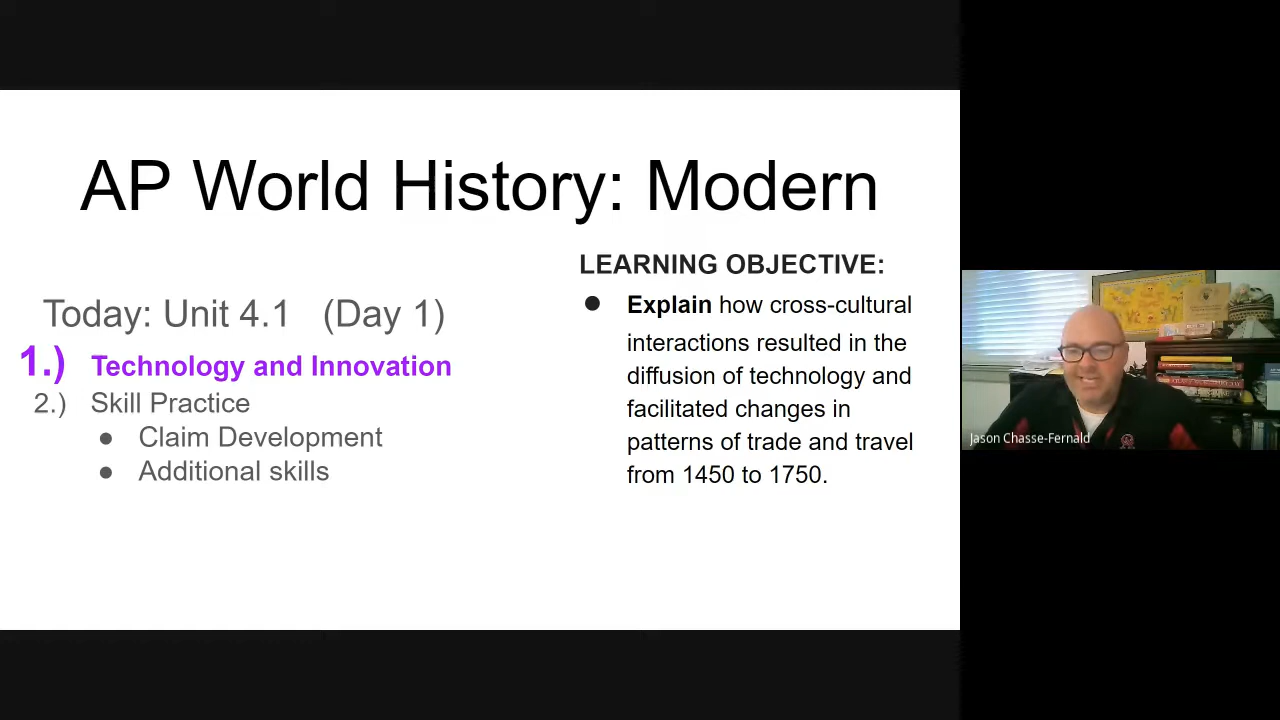 AP World History: Modern
Today: Unit 4.1 (Day 1)
1.) Technology and Innovation
2.) Skill Practice
● Claim Development
● Additional skills
LEARNING OBJECTIVE:
● Explain how cross-cultural
interactions resulted in the
diffusion of technology and
facilitated changes in
patterns of trade and travel
from 1450 to 1750.
Jason Chasse-Fernald